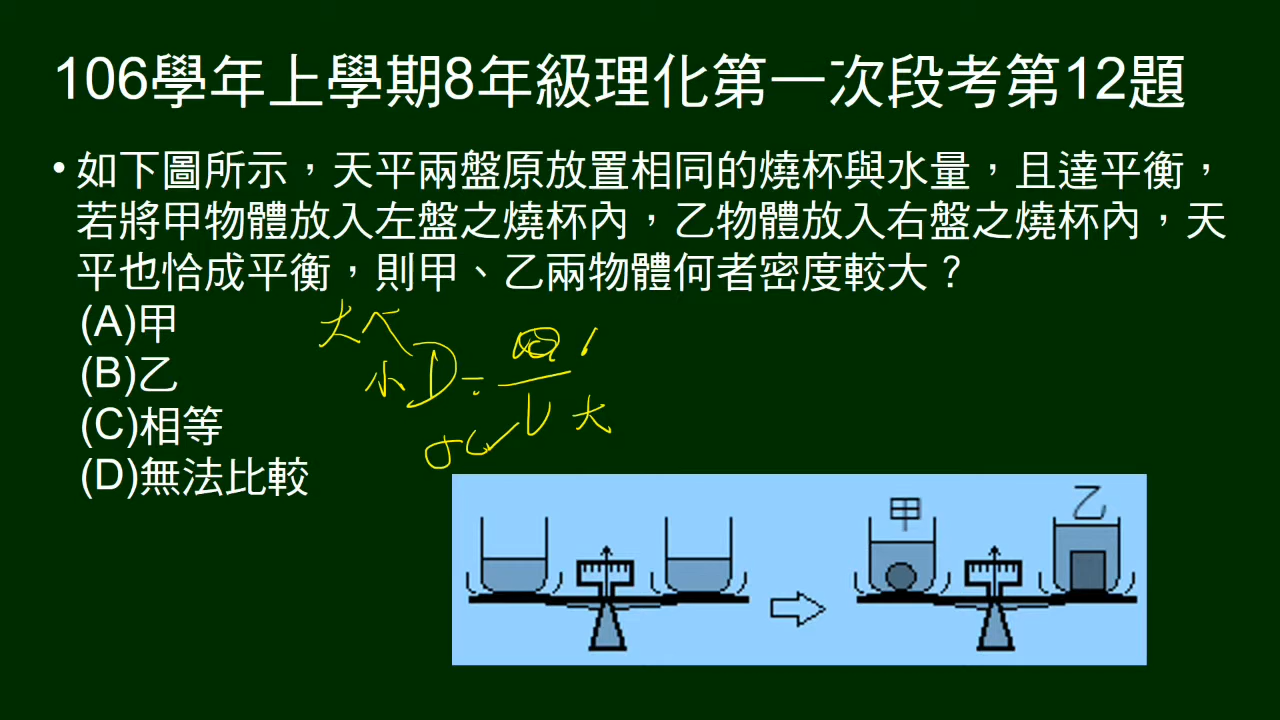 106學年上學期8年級理化第一次段考第12題
•如下圖所示，天平兩盤原放置相同的燒杯與水量，且達平衡，
若將甲物體放入左盤之燒杯內，乙物體放入右盤之燒杯內，天
平也恰成平衡，則甲、乙兩物體何者密度較大？
(A)甲
(B)乙
(C)相等
(D)無法比較
大
小 D =
大
甲
乙